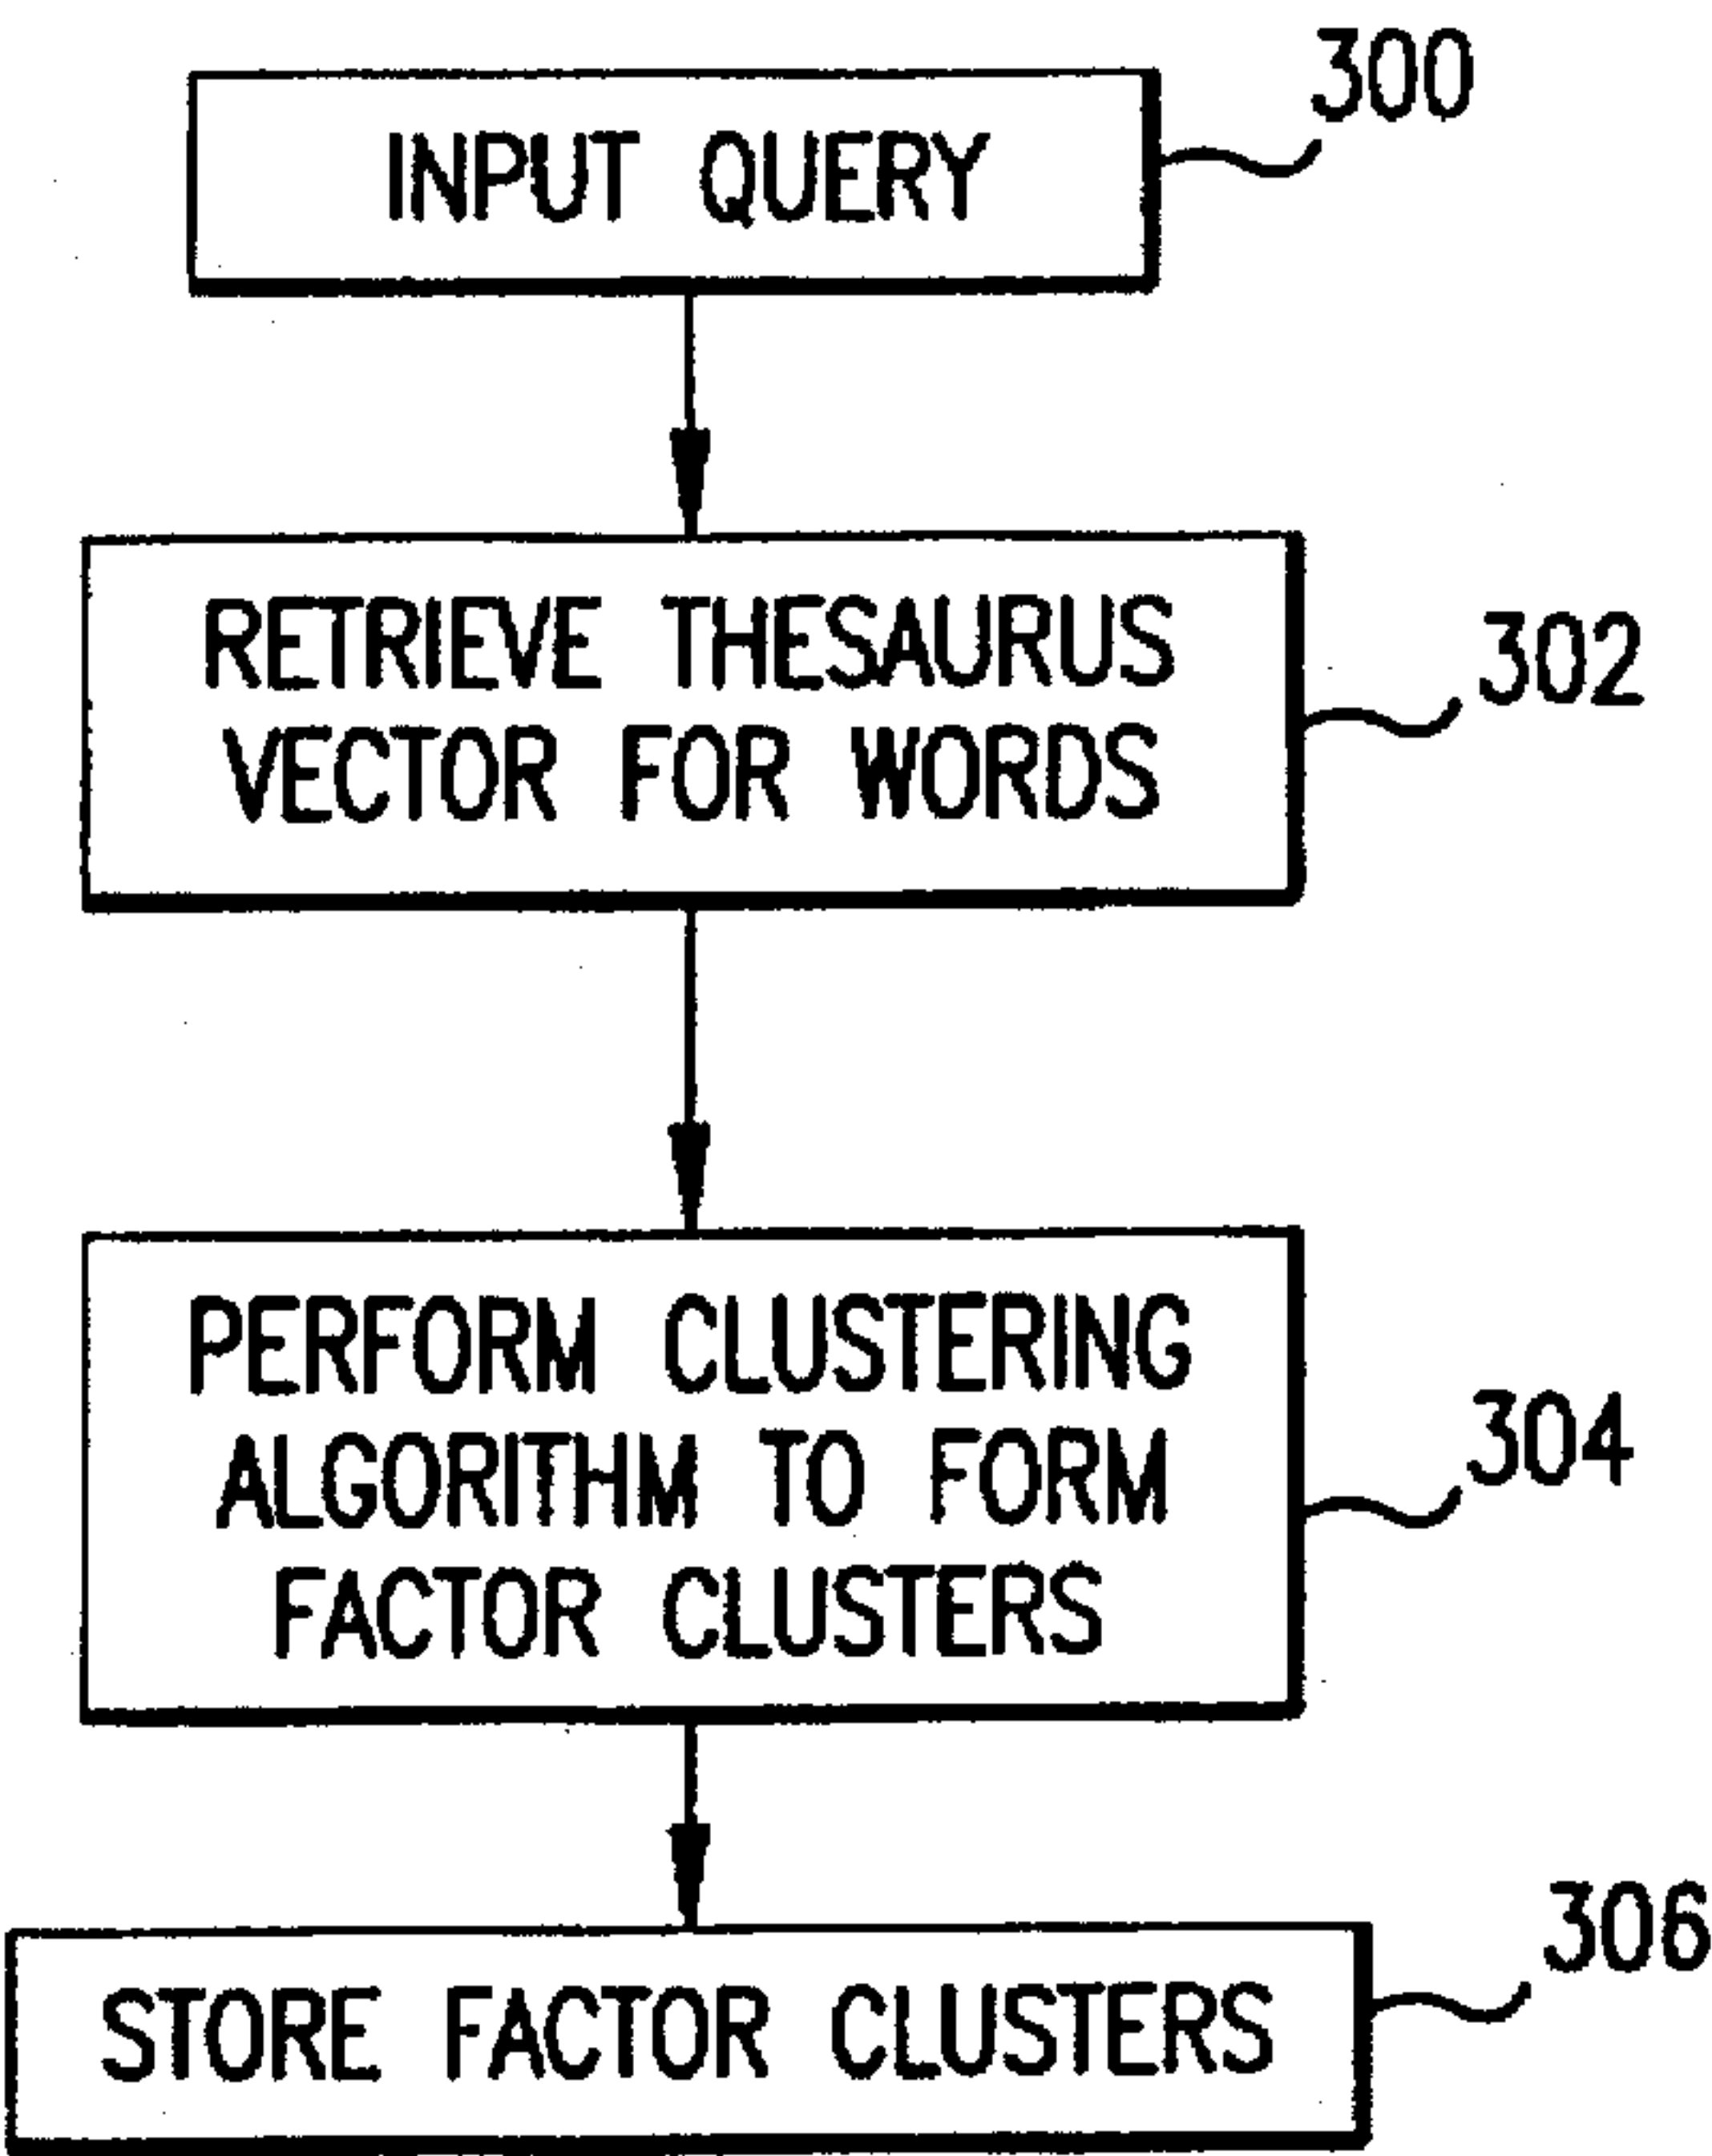 300
INPUT QUERY
RETRIEVE THESAURUS
302
VECTOR FOR WORDS
PERFORM CLUSTERING
304
ALGORITHM TO FORM
FACTOR CLUSTERS
306
STORE FACTOR CLUSTERS